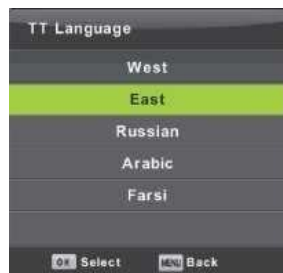 TT Language
West
East
Russian
Arabic
Farsi
OK Select MENU Back